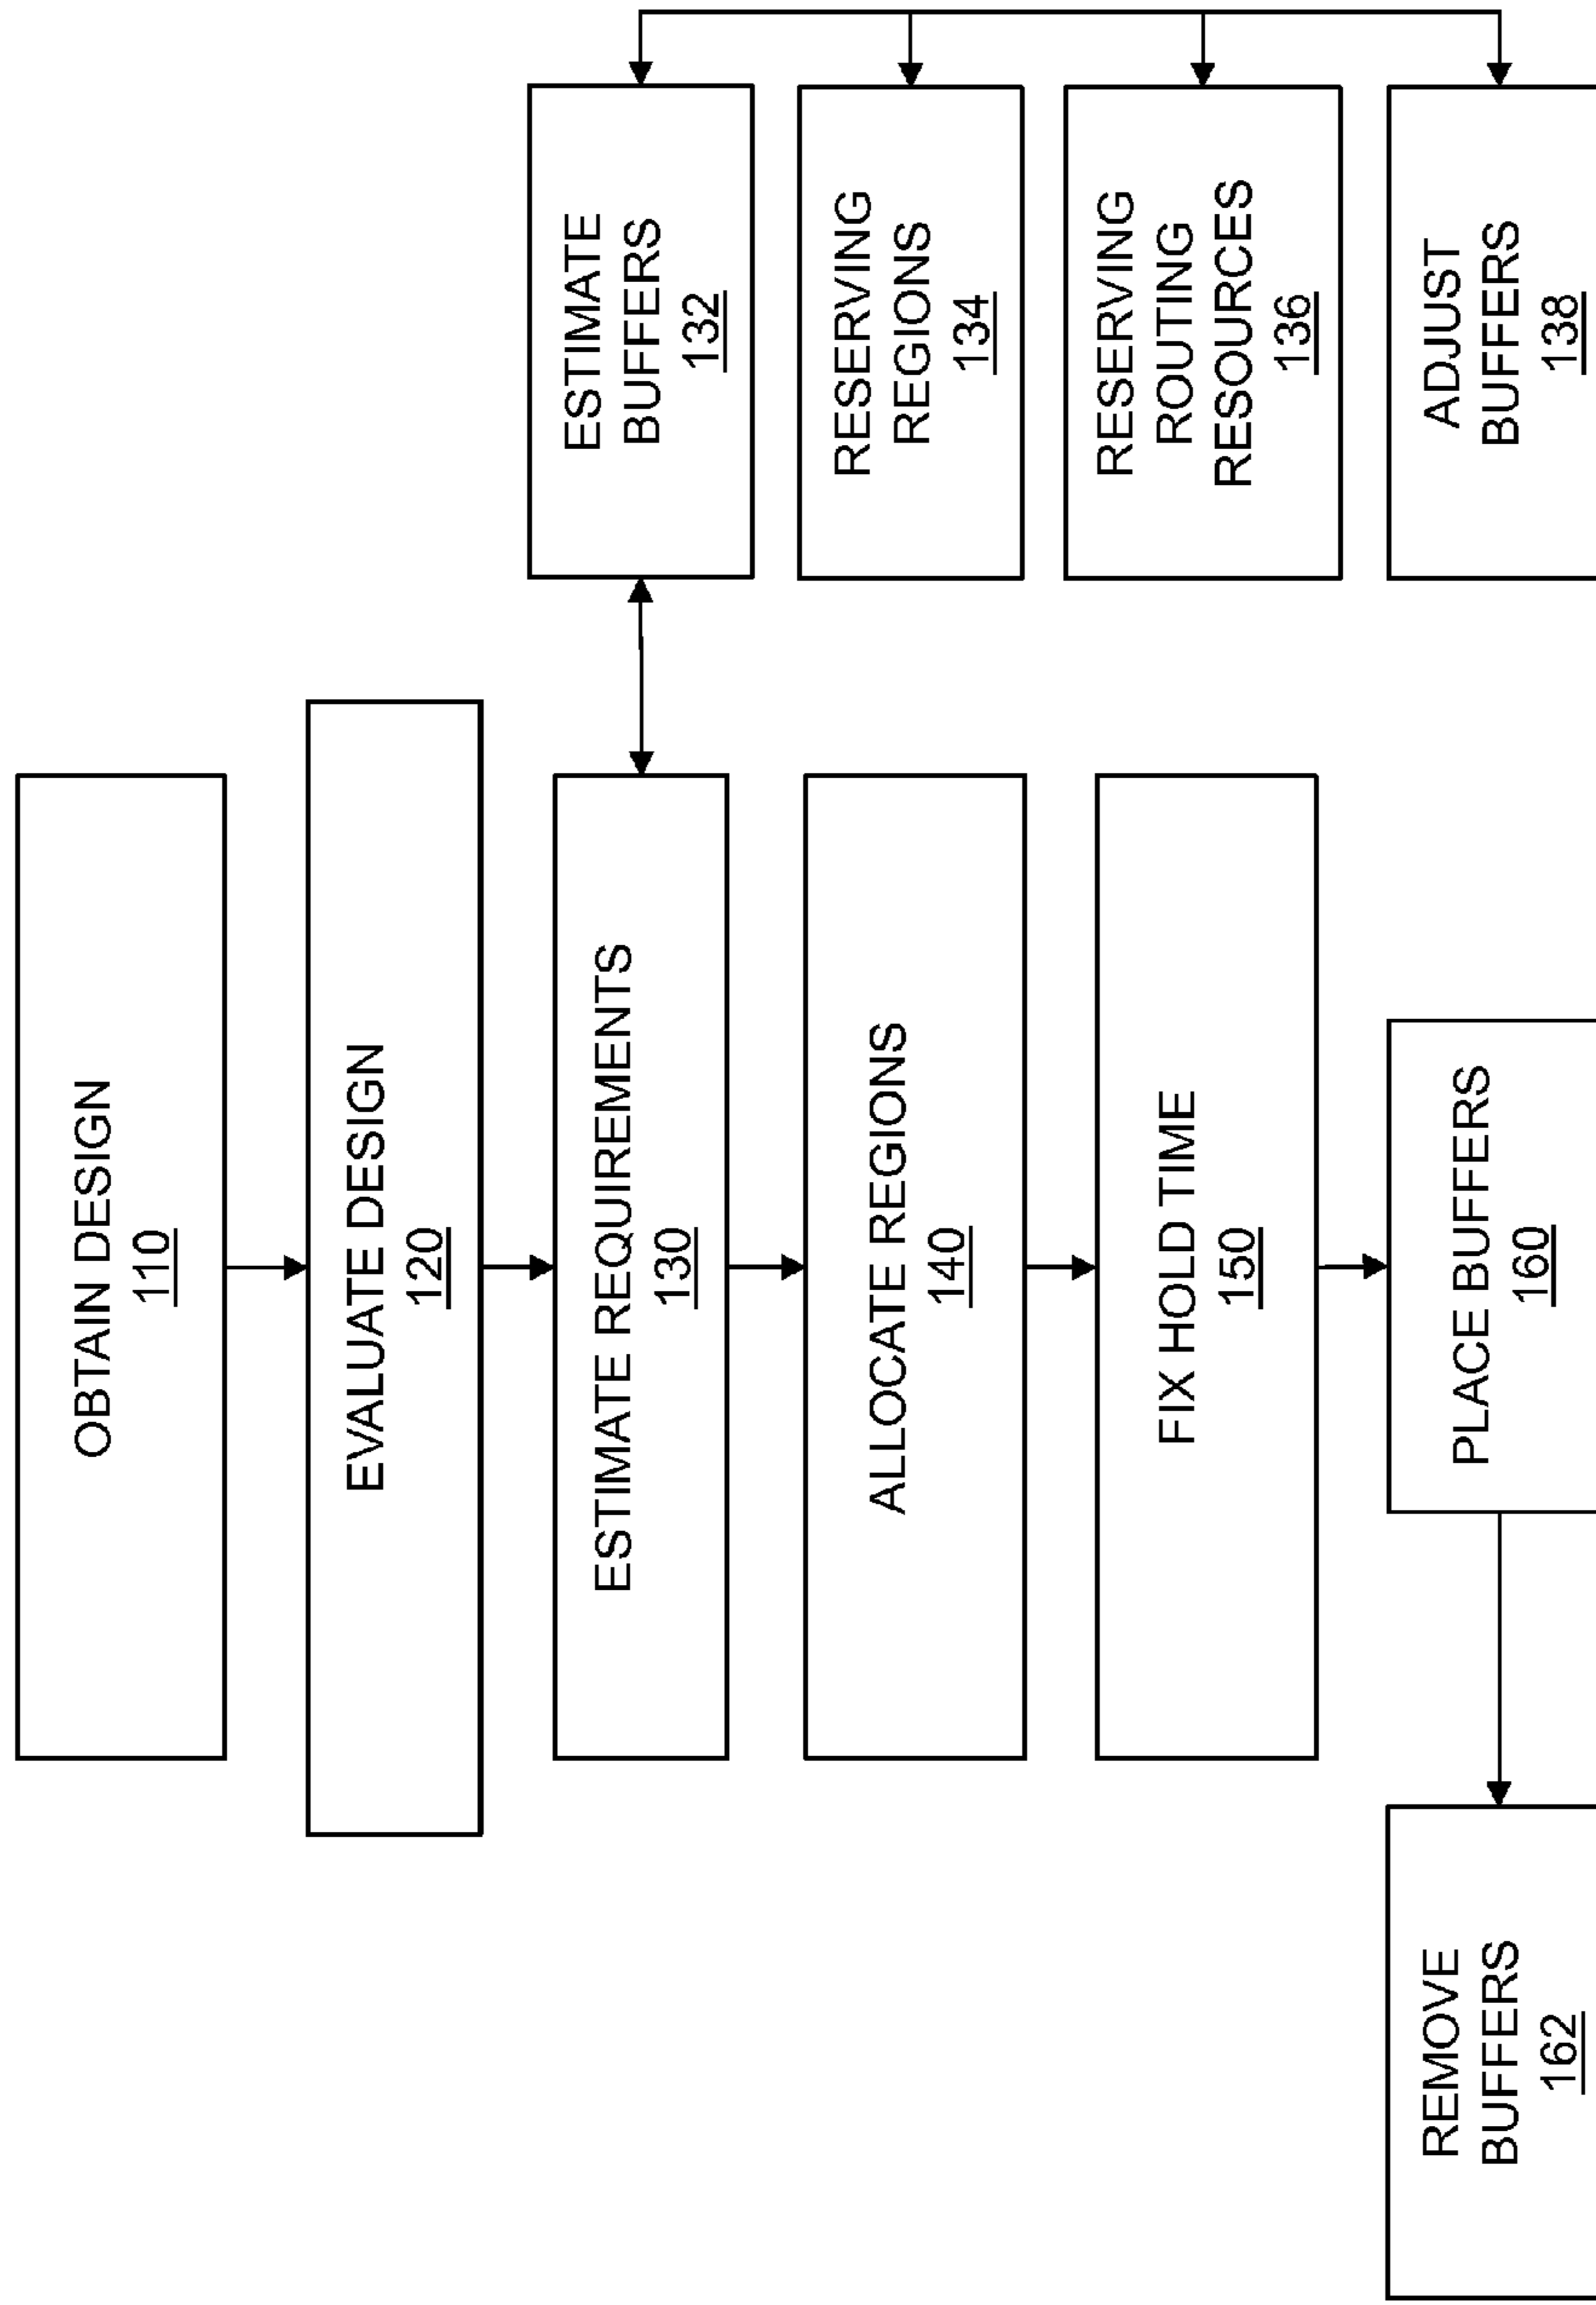 OBTAIN DESIGN
110
EVALUATE DESIGN
120
ESTIMATE REQUIREMENTS
130
ALLOCATE REGIONS
140
FIX HOLD TIME
150
PLACE BUFFERS
160
REMOVE
BUFFERS
162
ESTIMATE
BUFFERS
132
RESERVING
REGIONS
134
RESERVING
ROUTING
RESOURCES
136
ADJUST
BUFFERS
138